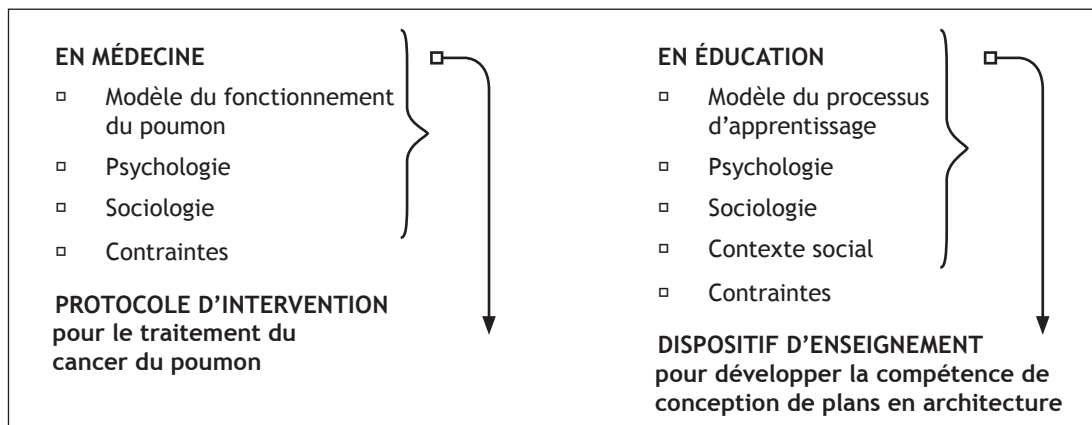 EN MÉDECINE
▫ Modèle du fonctionnement
du poumon
▫ Psychologie
▫ Sociologie
▫ Contraintes
PROTOCOLE D’INTERVENTION
pour le traitement du
cancer du poumon
EN ÉDUCATION
▫ Modèle du processus
d’apprentissage
▫ Psychologie
▫ Sociologie
▫ Contexte social
▫ Contraintes
DISPOSITIF D’ENSEIGNEMENT
pour développer la compétence de
conception de plans en architecture